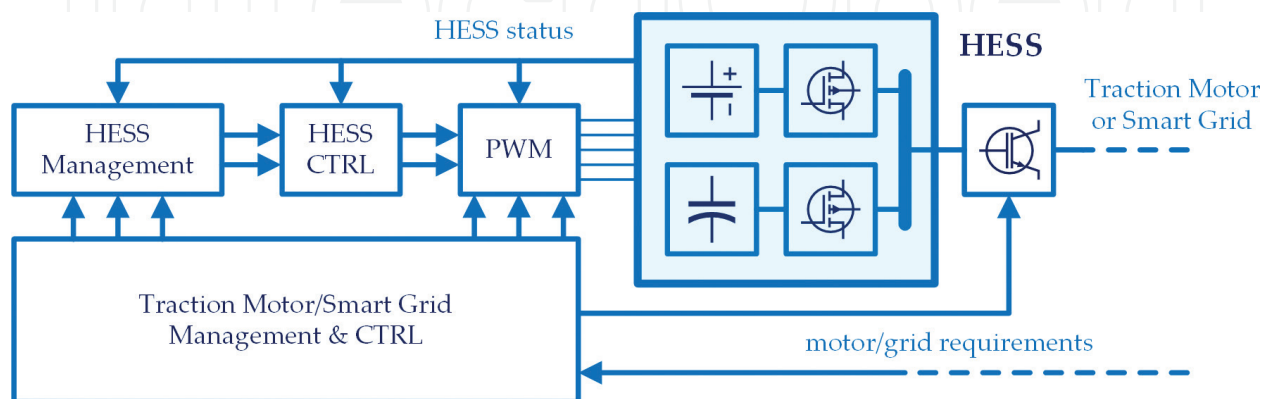 HESS status
HESS
Traction Motor
or Smart Grid
HESS
Management
HESS
CTRL
PWM
+
Traction Motor/Smart Grid
Management & CTRL
motor/grid requirements